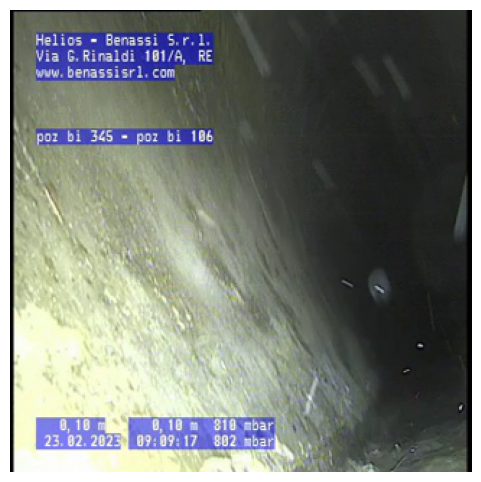 Helios - Benassi S.r.l.
Via G.Rinaldi 101/A, RE
www.benassisrl.com
poz bi 345 - poz bi 106
0,10 m 0,10 m 810 mbar
23.02.2023 09:09:17 802 mbar